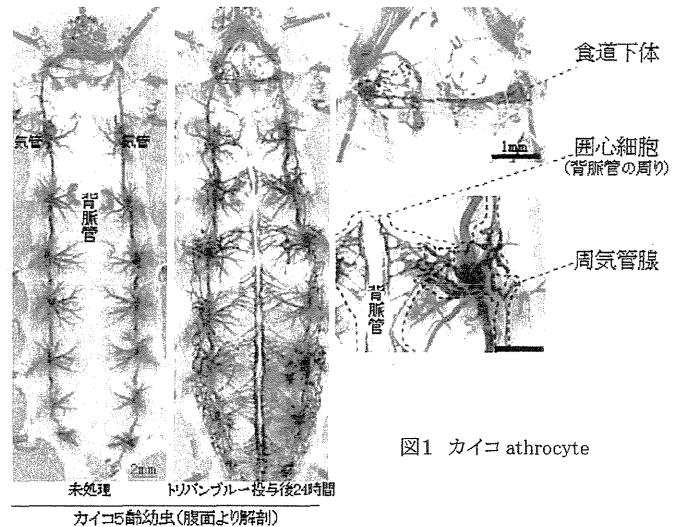 食道下体
1mm
囲心細胞
(背脈管の周り)
周気管腺
気管
気管
背脈管
背脈管
2mm
図1 カイコ athrocyte
未処理
トリパンブルー投与後24時間
カイコ5齢幼虫(腹面より解剖)